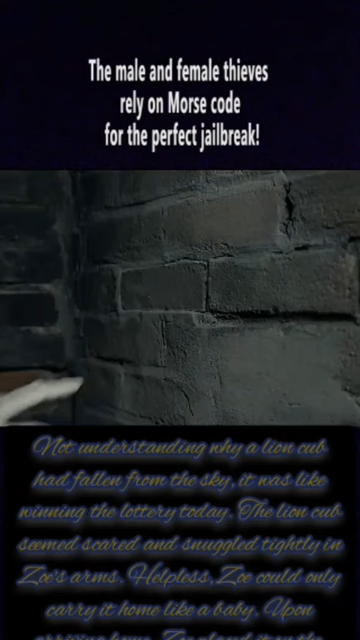 The male and female thieves
rely on Morse code
for the perfect jailbreak!
Not understanding why a lion cub
had fallen from the sky, it was like
winning the lottery today. The lion cub
seemed scared and snuggled tightly in
Zoe's arms. Helpless, Zoe could only
carry it home like a baby. Upon